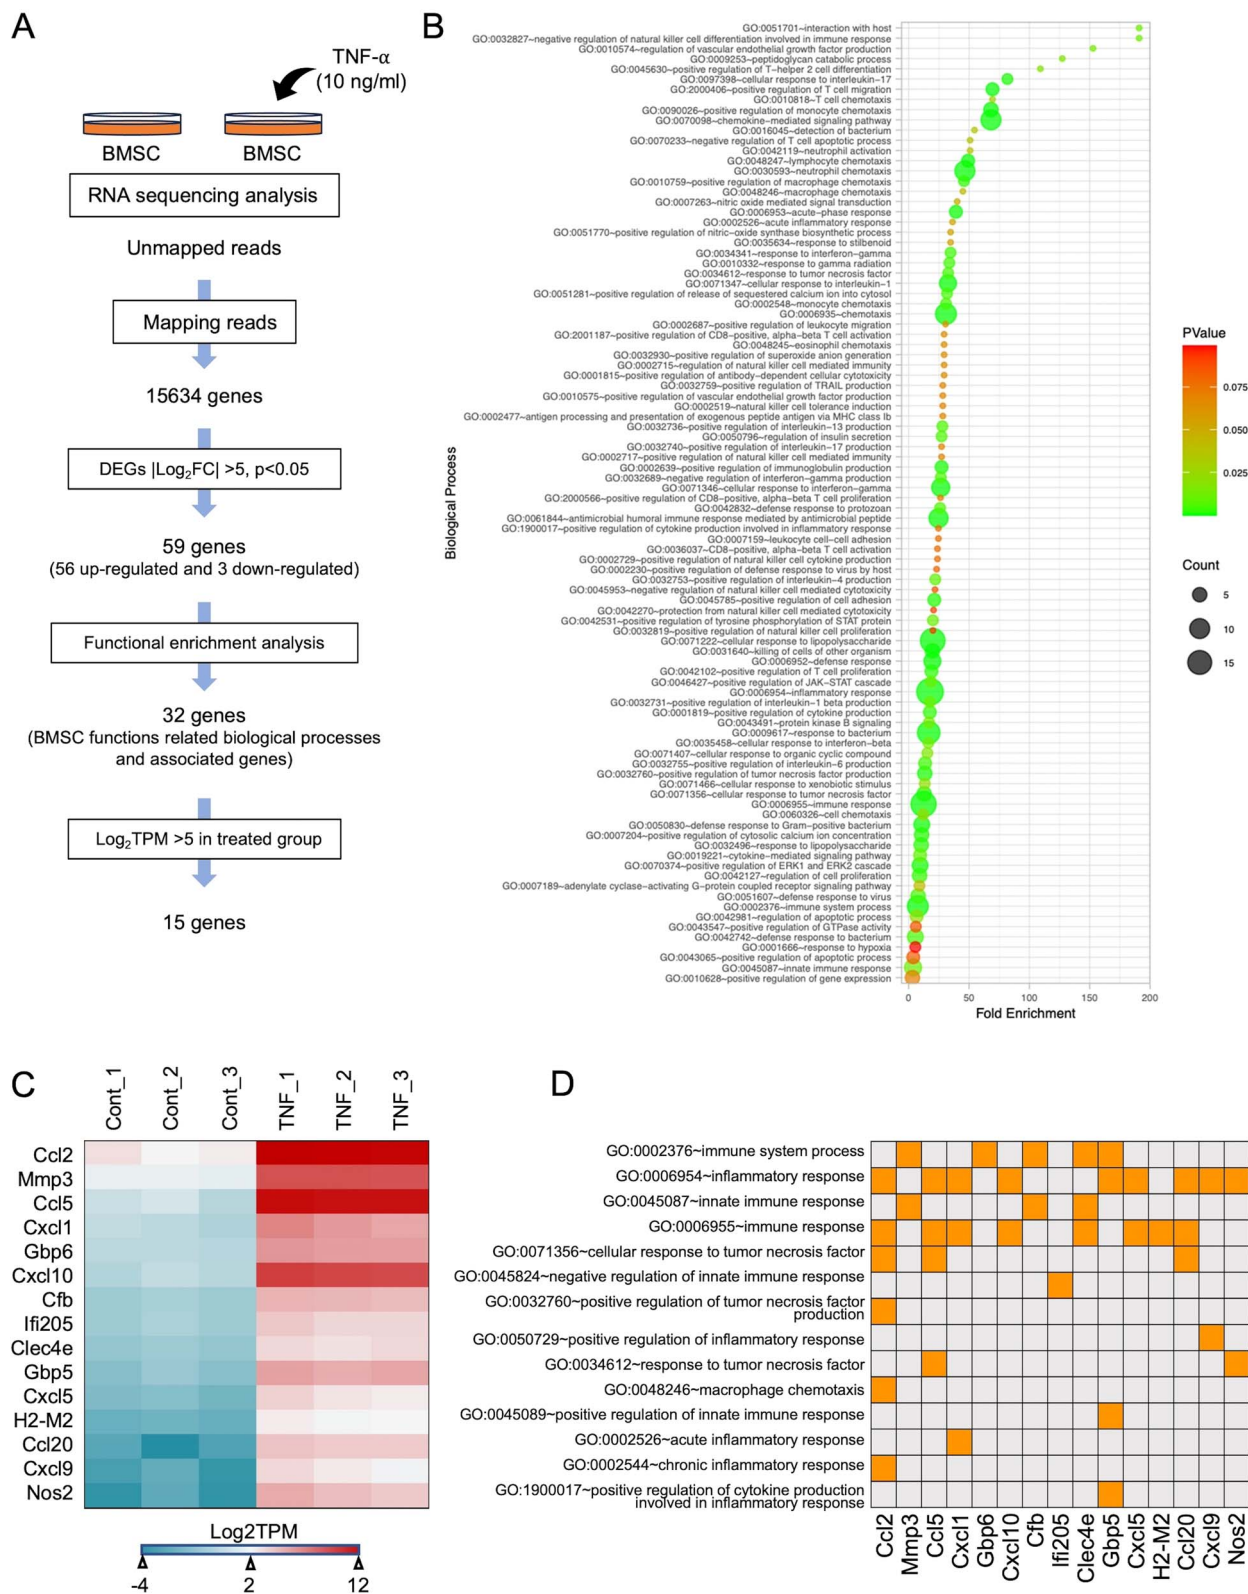 A
TNF-α
(10 ng/ml)
BMSC
BMSC
RNA sequencing analysis
Unmapped reads
Mapping reads
15634 genes
DEGs |Log₂FC| >5, p<0.05
59 genes
(56 up-regulated and 3 down-regulated)
Functional enrichment analysis
32 genes
(BMSC functions related biological processes
and associated genes)
Log₂TPM >5 in treated group
15 genes
B
Biological Process
GO:0051701~interaction with host
GO:0032827~negative regulation of natural killer cell differentiation involved in immune response
GO:0010574~regulation of vascular endothelial growth factor production
GO:0009253~peptidoglycan catabolic process
GO:0045630~positive regulation of T-helper 2 cell differentiation
GO:0097398~cellular response to interleukin-17
GO:2000406~positive regulation of T cell migration
GO:0010818~T cell chemotaxis
GO:0090026~positive regulation of monocyte chemotaxis
GO:0070098~chemokine-mediated signaling pathway
GO:0016045~detection of bacterium
GO:0070233~negative regulation of T cell apoptotic process
GO:0042119~neutrophil activation
GO:0048247~lymphocyte chemotaxis
GO:0030593~neutrophil chemotaxis
GO:0010759~positive regulation of macrophage chemotaxis
GO:0048246~macrophage chemotaxis
GO:0007263~nitric oxide mediated signal transduction
GO:0006953~acute-phase response
GO:0002526~acute inflammatory response
GO:0051770~positive regulation of nitric-oxide synthase biosynthetic process
GO:0035634~response to stilbenoid
GO:0034341~response to interferon-gamma
GO:0010332~response to gamma radiation
GO:0034612~response to tumor necrosis factor
GO:0071347~cellular response to interleukin-1
GO:0051281~positive regulation of release of sequestered calcium ion into cytosol
GO:0002548~monocyte chemotaxis
GO:0006935~chemotaxis
GO:0002687~positive regulation of leukocyte migration
GO:2001187~positive regulation of CD8-positive, alpha-beta T cell activation
GO:0048245~eosinophil chemotaxis
GO:0032930~positive regulation of superoxide anion generation
GO:0002715~regulation of natural killer cell mediated immunity
GO:0001815~positive regulation of antibody-dependent cellular cytotoxicity
GO:0032759~positive regulation of TRAIL production
GO:0010575~positive regulation of vascular endothelial growth factor production
GO:0002519~natural killer cell tolerance induction
GO:0002477~antigen processing and presentation of exogenous peptide antigen via MHC class Ib
GO:0032736~positive regulation of interleukin-13 production
GO:0050796~regulation of insulin secretion
GO:0032740~positive regulation of interleukin-17 production
GO:0002717~positive regulation of natural killer cell mediated immunity
GO:0002639~positive regulation of immunoglobulin production
GO:0032689~negative regulation of interferon-gamma production
GO:0071346~cellular response to interferon-gamma
GO:2000566~positive regulation of CD8-positive, alpha-beta T cell proliferation
GO:0042832~defense response to protozoan
GO:0061844~antimicrobial humoral immune response mediated by antimicrobial peptide
GO:1900017~positive regulation of cytokine production involved in inflammatory response
GO:0007159~leukocyte cell-cell adhesion
GO:0036037~CD8-positive, alpha-beta T cell activation
GO:0002729~positive regulation of natural killer cell cytokine production
GO:0002230~positive regulation of defense response to virus by host
GO:0032753~positive regulation of interleukin-4 production
GO:0045953~negative regulation of natural killer cell mediated cytotoxicity
GO:0045785~positive regulation of cell adhesion
GO:0042270~protection from natural killer cell mediated cytotoxicity
GO:0042531~positive regulation of tyrosine phosphorylation of STAT protein
GO:0032819~positive regulation of natural killer cell proliferation
GO:0071222~cellular response to lipopolysaccharide
GO:0031640~killing of cells of other organism
GO:0006952~defense response
GO:0042102~positive regulation of T cell proliferation
GO:0046427~positive regulation of JAK-STAT cascade
GO:0006954~inflammatory response
GO:0032731~positive regulation of interleukin-1 beta production
GO:0001819~positive regulation of cytokine production
GO:0043491~protein kinase B signaling
GO:0009617~response to bacterium
GO:0035458~cellular response to interferon-beta
GO:0071407~cellular response to organic cyclic compound
GO:0032755~positive regulation of interleukin-6 production
GO:0032760~positive regulation of tumor necrosis factor production
GO:0071466~cellular response to xenobiotic stimulus
GO:0071356~cellular response to tumor necrosis factor
GO:0006955~immune response
GO:0060326~cell chemotaxis
GO:0050830~defense response to Gram-positive bacterium
GO:0007204~positive regulation of cytosolic calcium ion concentration
GO:0032496~response to lipopolysaccharide
GO:0019221~cytokine-mediated signaling pathway
GO:0070374~positive regulation of ERK1 and ERK2 cascade
GO:0042127~regulation of cell proliferation
GO:0007189~adenylate cyclase-activating G-protein coupled receptor signaling pathway
GO:0051607~defense response to virus
GO:0002376~immune system process
GO:0042981~regulation of apoptotic process
GO:0043547~positive regulation of GTPase activity
GO:0042742~defense response to bacterium
GO:0001666~response to hypoxia
GO:0043065~positive regulation of apoptotic process
GO:0045087~innate immune response
GO:0010628~positive regulation of gene expression
0 50 100 150 200
Fold Enrichment
PValue
0.075
0.050
0.025
Count
5
10
15
C
Cont_1 Cont_2 Cont_3 TNF_1 TNF_2 TNF_3
Ccl2
Mmp3
Ccl5
Cxcl1
Gbp6
Cxcl10
Cfb
Ifi205
Clec4e
Gbp5
Cxcl5
H2-M2
Ccl20
Cxcl9
Nos2
Log2TPM
-4 2 12
D
GO:0002376~immune system process
GO:0006954~inflammatory response
GO:0045087~innate immune response
GO:0006955~immune response
GO:0071356~cellular response to tumor necrosis factor
GO:0045824~negative regulation of innate immune response
GO:0032760~positive regulation of tumor necrosis factor
production
GO:0050729~positive regulation of inflammatory response
GO:0034612~response to tumor necrosis factor
GO:0048246~macrophage chemotaxis
GO:0045089~positive regulation of innate immune response
GO:0002526~acute inflammatory response
GO:0002544~chronic inflammatory response
GO:1900017~positive regulation of cytokine production
involved in inflammatory response
Ccl2 Mmp3 Ccl5 Cxcl1 Gbp6 Cxcl10 Cfb Ifi205 Clec4e Gbp5 Cxcl5 H2-M2 Ccl20 Cxcl9 Nos2